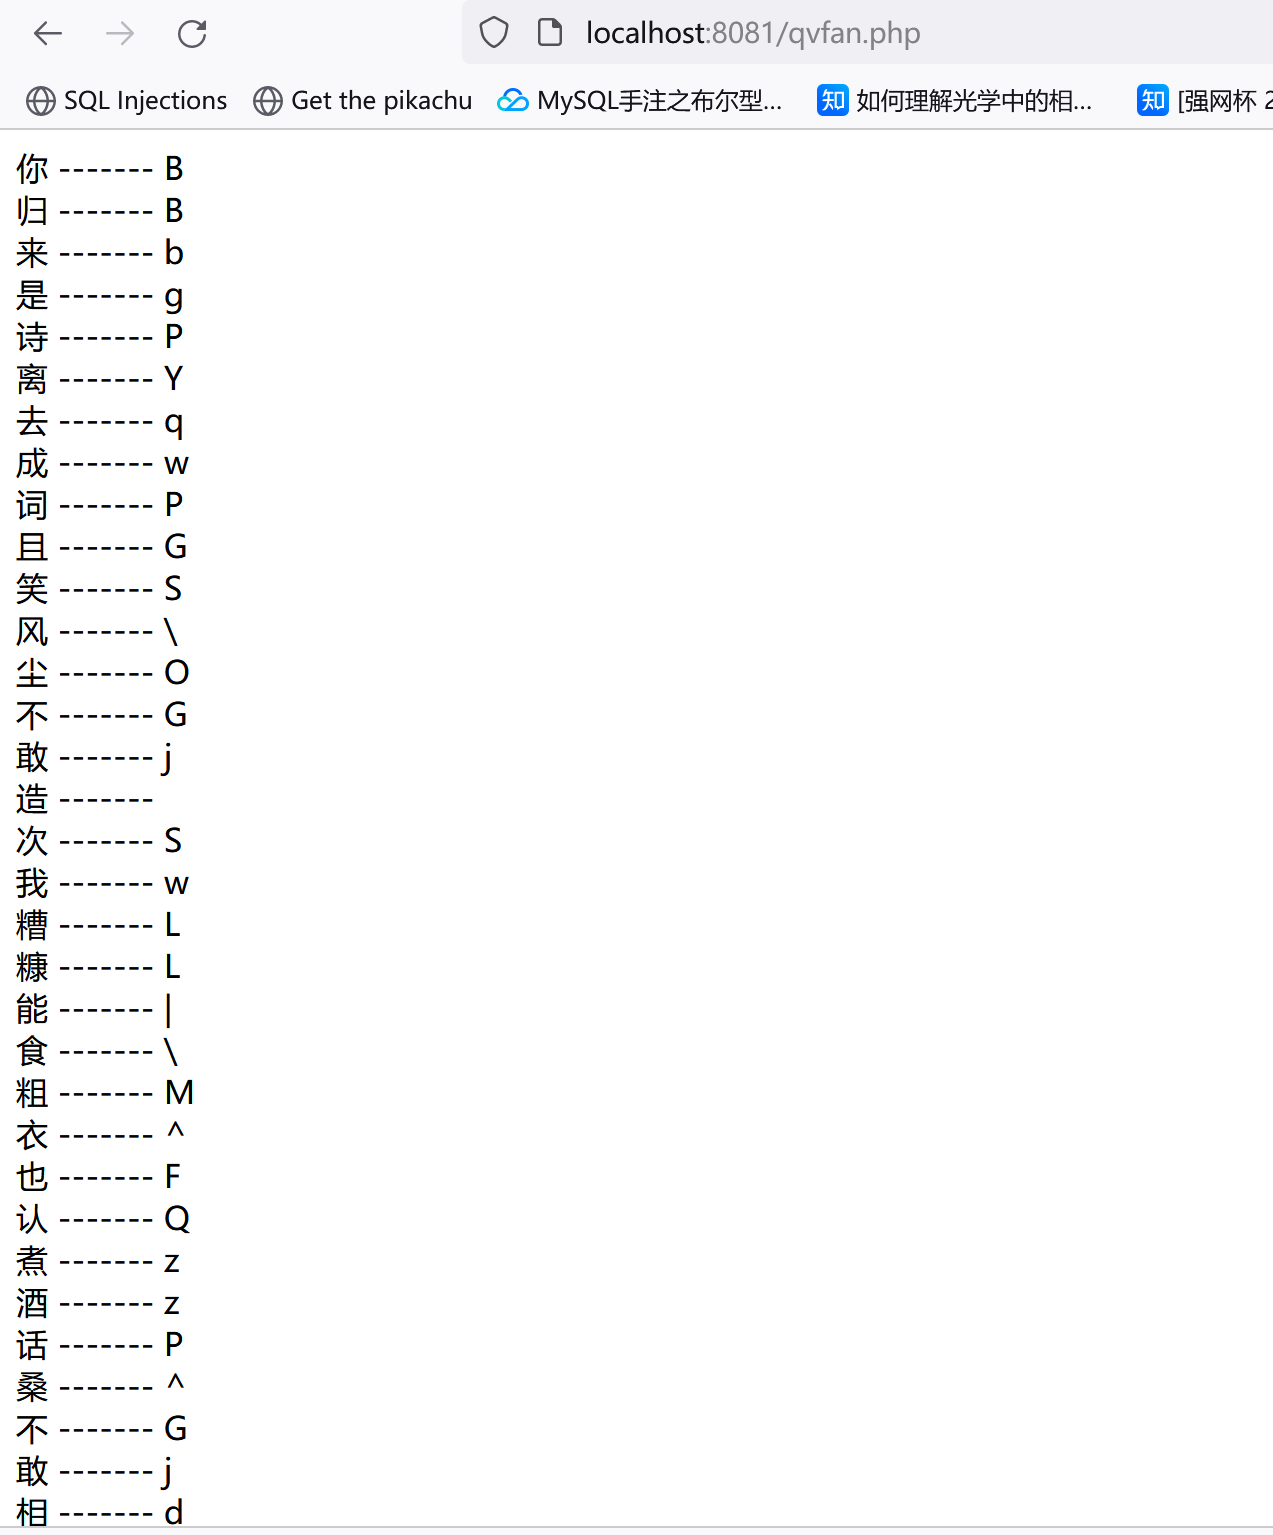 localhost:8081/qvfan.php
SQL Injections Get the pikachu MySQL手注之布尔型... 如何理解光学中的相... [强网杯 2
你 ------- B
归 ------- B
来 ------- b
是 ------- g
诗 ------- P
离 ------- Y
去 ------- q
成 ------- w
词 ------- P
且 ------- G
笑 ------- S
风 ------- \
尘 ------- O
不 ------- G
敢 ------- j
造 -------
次 ------- S
我 ------- w
糟 ------- L
糠 ------- L
能 ------- |
食 ------- \
粗 ------- M
衣 ------- ^
也 ------- F
认 ------- Q
煮 ------- z
酒 ------- z
话 ------- P
桑 ------- ^
不 ------- G
敢 ------- j
相 ------- d